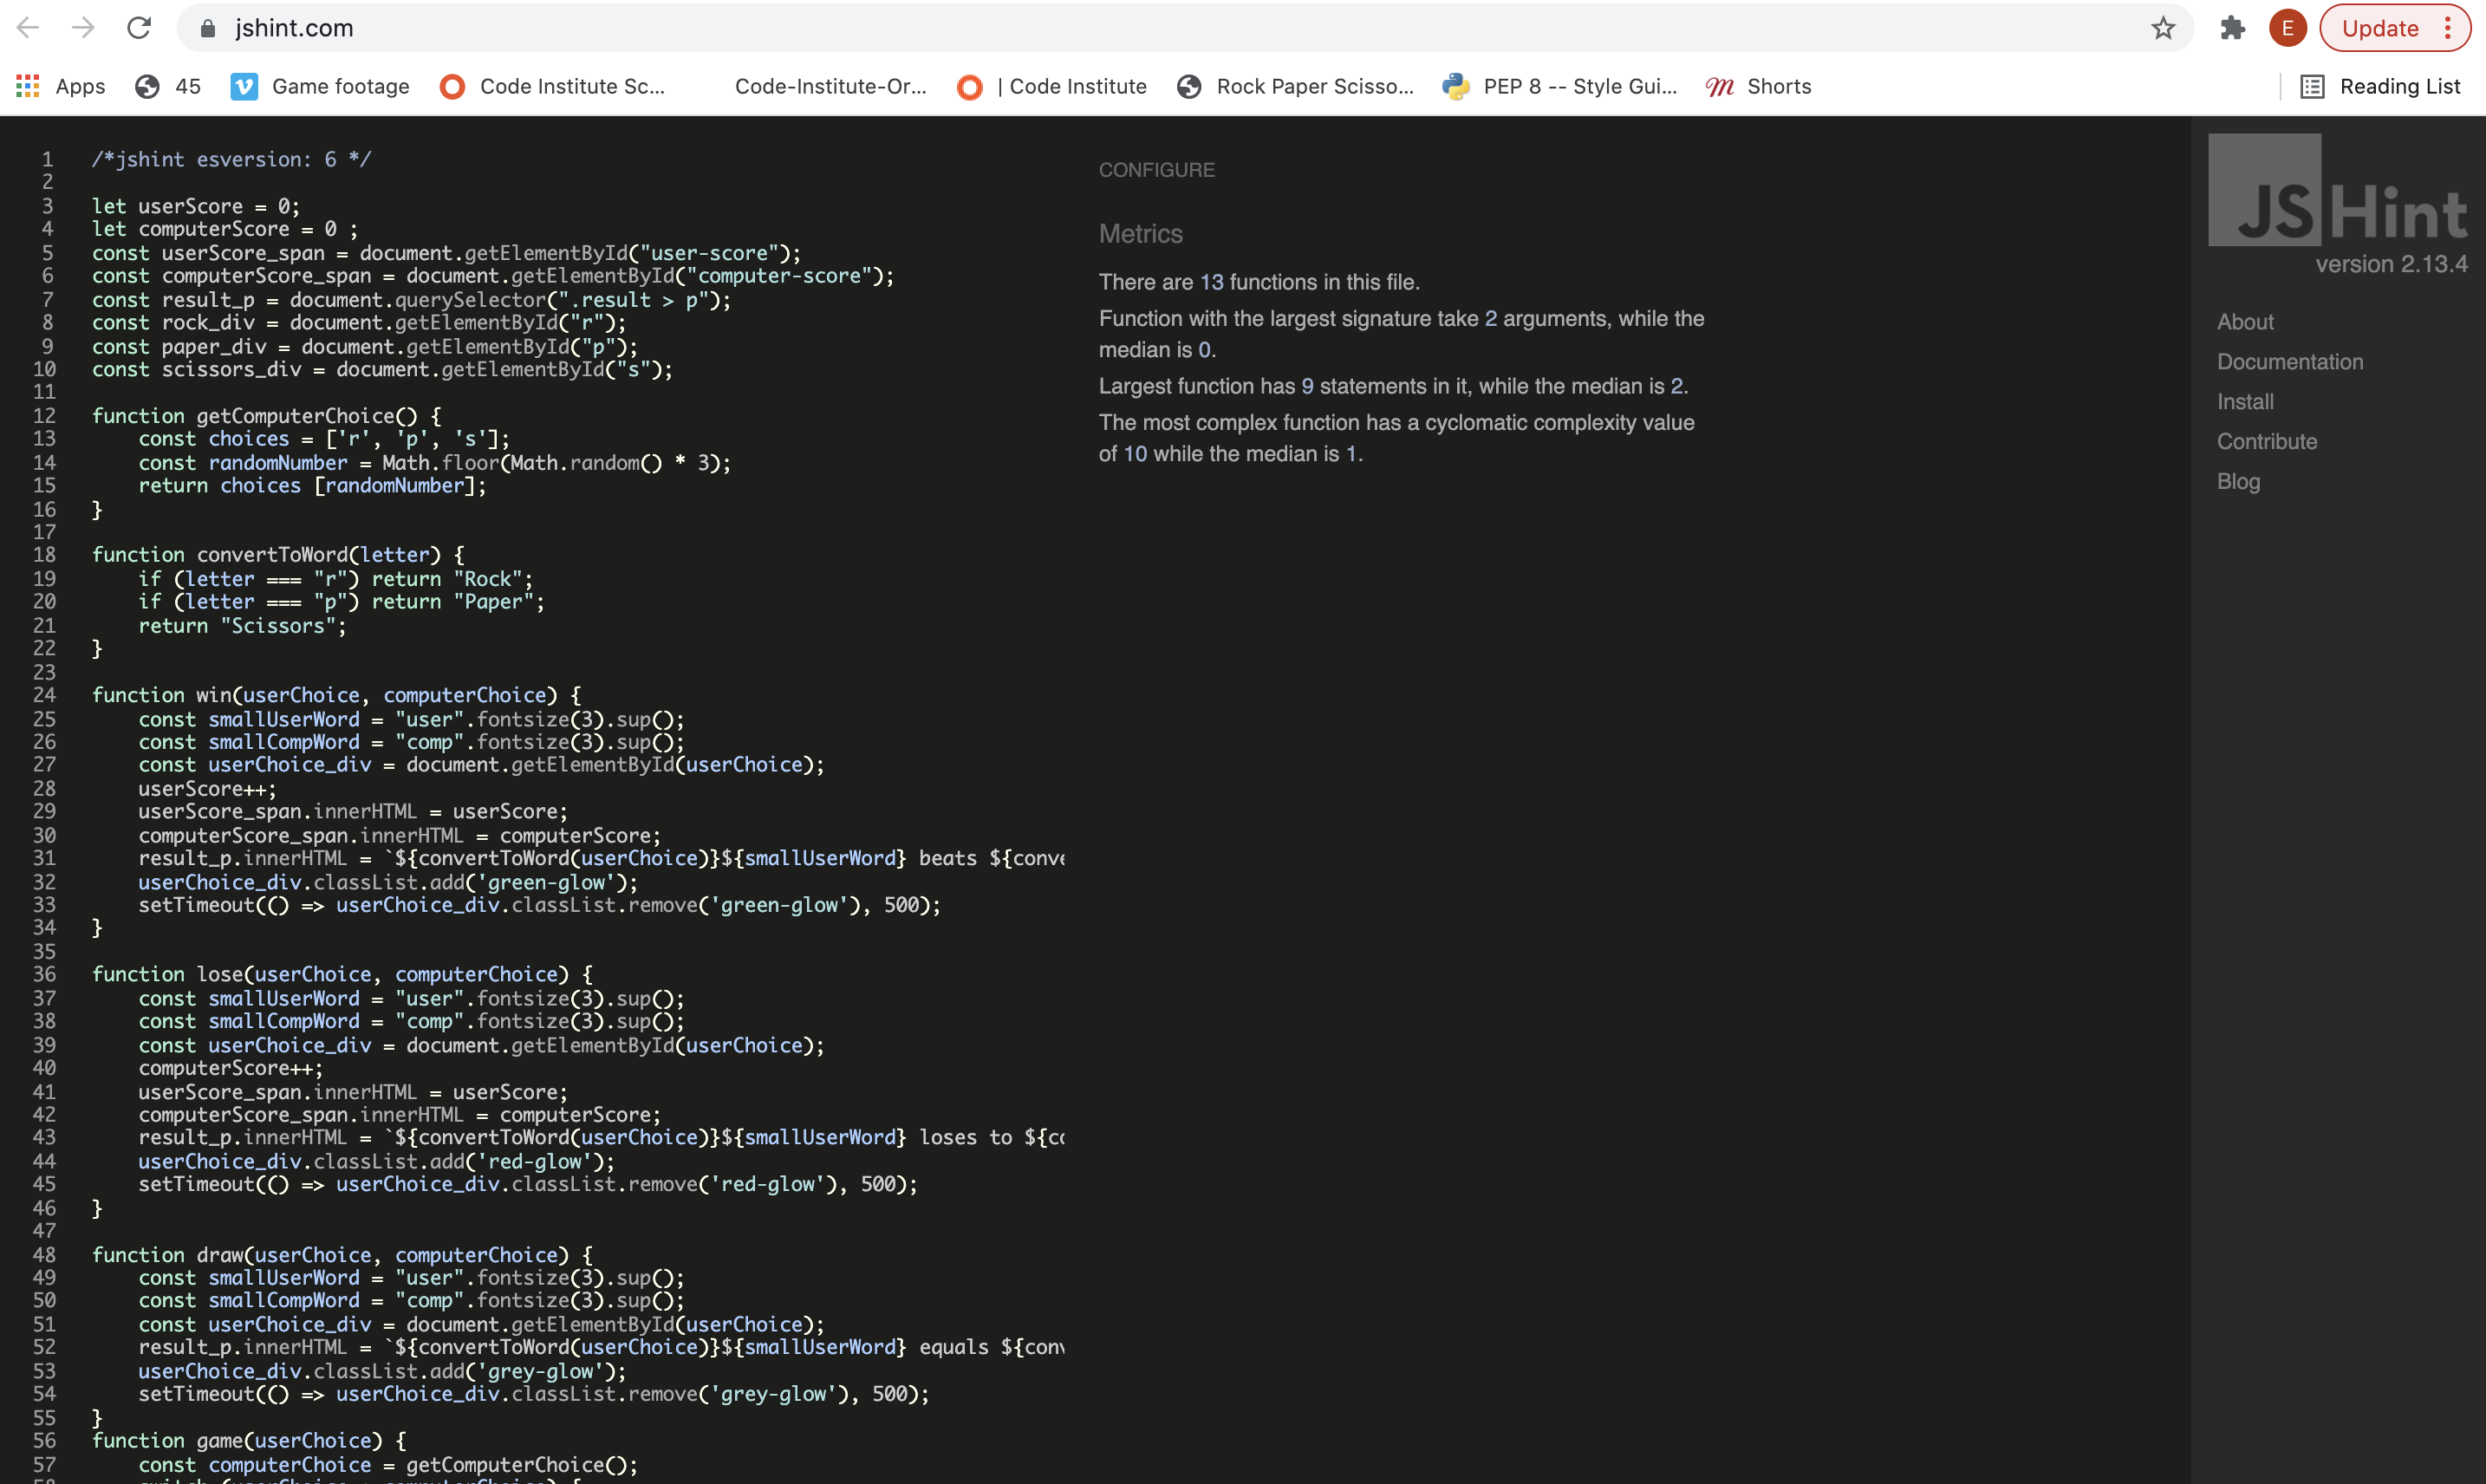 jshint.com
E
Update
Apps
45
Game footage
Code Institute Sc...
Code-Institute-Or...
| Code Institute
Rock Paper Scisso...
PEP 8 -- Style Gui...
Shorts
Reading List
1 /*jshint esversion: 6 */
2
3 let userScore = 0;
4 let computerScore = 0 ;
5 const userScore_span = document.getElementById("user-score");
6 const computerScore_span = document.getElementById("computer-score");
7 const result_p = document.querySelector(".result > p");
8 const rock_div = document.getElementById("r");
9 const paper_div = document.getElementById("p");
10 const scissors_div = document.getElementById("s");
11
12 function getComputerChoice() {
13     const choices = ['r', 'p', 's'];
14     const randomNumber = Math.floor(Math.random() * 3);
15     return choices [randomNumber];
16 }
17
18 function convertToWord(letter) {
19     if (letter === "r") return "Rock";
20     if (letter === "p") return "Paper";
21     return "Scissors";
22 }
23
24 function win(userChoice, computerChoice) {
25     const smallUserWord = "user".fontsize(3).sup();
26     const smallCompWord = "comp".fontsize(3).sup();
27     const userChoice_div = document.getElementById(userChoice);
28     userScore++;
29     userScore_span.innerHTML = userScore;
30     computerScore_span.innerHTML = computerScore;
31     result_p.innerHTML = `${convertToWord(userChoice)}${smallUserWord} beats ${conve
32     userChoice_div.classList.add('green-glow');
33     setTimeout(() => userChoice_div.classList.remove('green-glow'), 500);
34 }
35
36 function lose(userChoice, computerChoice) {
37     const smallUserWord = "user".fontsize(3).sup();
38     const smallCompWord = "comp".fontsize(3).sup();
39     const userChoice_div = document.getElementById(userChoice);
40     computerScore++;
41     userScore_span.innerHTML = userScore;
42     computerScore_span.innerHTML = computerScore;
43     result_p.innerHTML = `${convertToWord(userChoice)}${smallUserWord} loses to ${co
44     userChoice_div.classList.add('red-glow');
45     setTimeout(() => userChoice_div.classList.remove('red-glow'), 500);
46 }
47
48 function draw(userChoice, computerChoice) {
49     const smallUserWord = "user".fontsize(3).sup();
50     const smallCompWord = "comp".fontsize(3).sup();
51     const userChoice_div = document.getElementById(userChoice);
52     result_p.innerHTML = `${convertToWord(userChoice)}${smallUserWord} equals ${conv
53     userChoice_div.classList.add('grey-glow');
54     setTimeout(() => userChoice_div.classList.remove('grey-glow'), 500);
55 }
56 function game(userChoice) {
57     const computerChoice = getComputerChoice();
CONFIGURE
Metrics
There are 13 functions in this file.
Function with the largest signature take 2 arguments, while the
median is 0.
Largest function has 9 statements in it, while the median is 2.
The most complex function has a cyclomatic complexity value
of 10 while the median is 1.
JSHint
version 2.13.4
About
Documentation
Install
Contribute
Blog